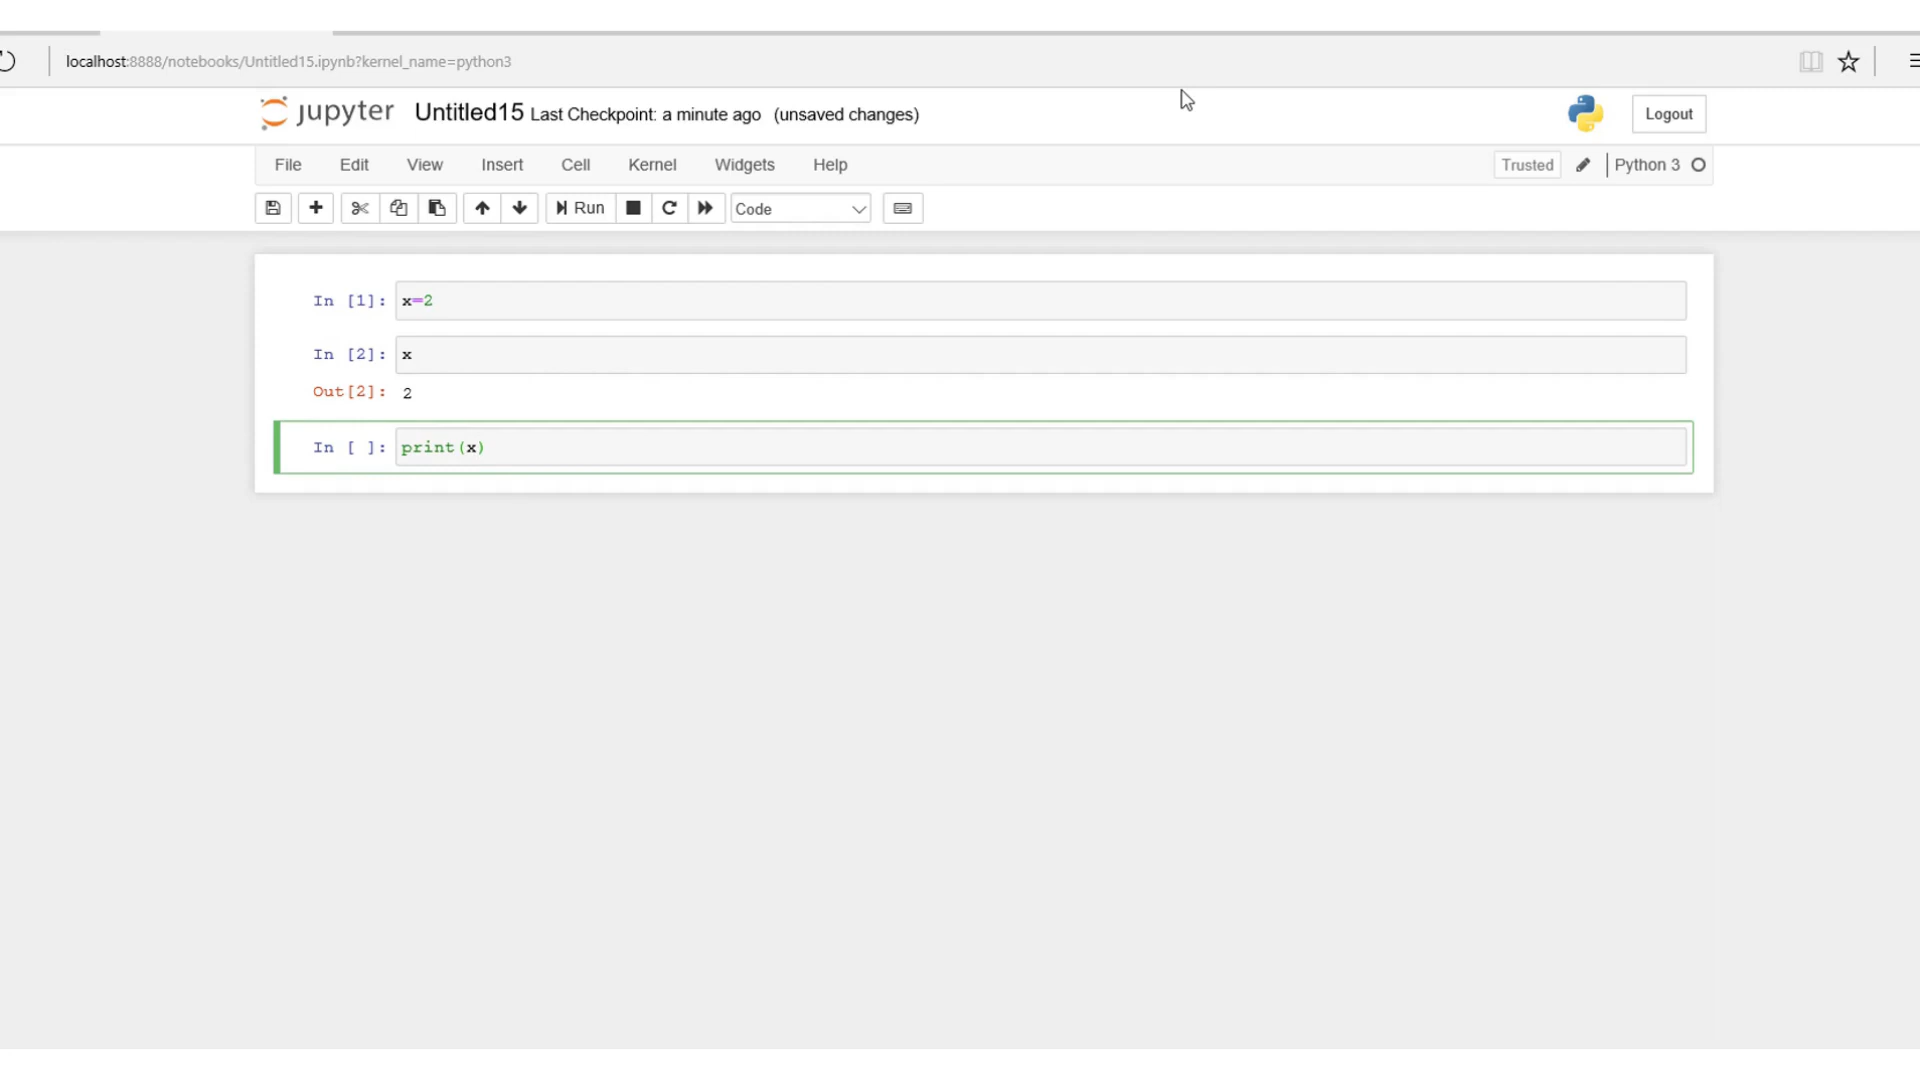 localhost:8888/notebooks/Untitled15.ipynb?kernel_name=python3
jupyter Untitled15 Last Checkpoint: a minute ago (unsaved changes) Logout
File Edit View Insert Cell Kernel Widgets Help Trusted Python 3
Run Code
In [1]: x=2
In [2]: x
Out[2]: 2
In [ ]: print(x)